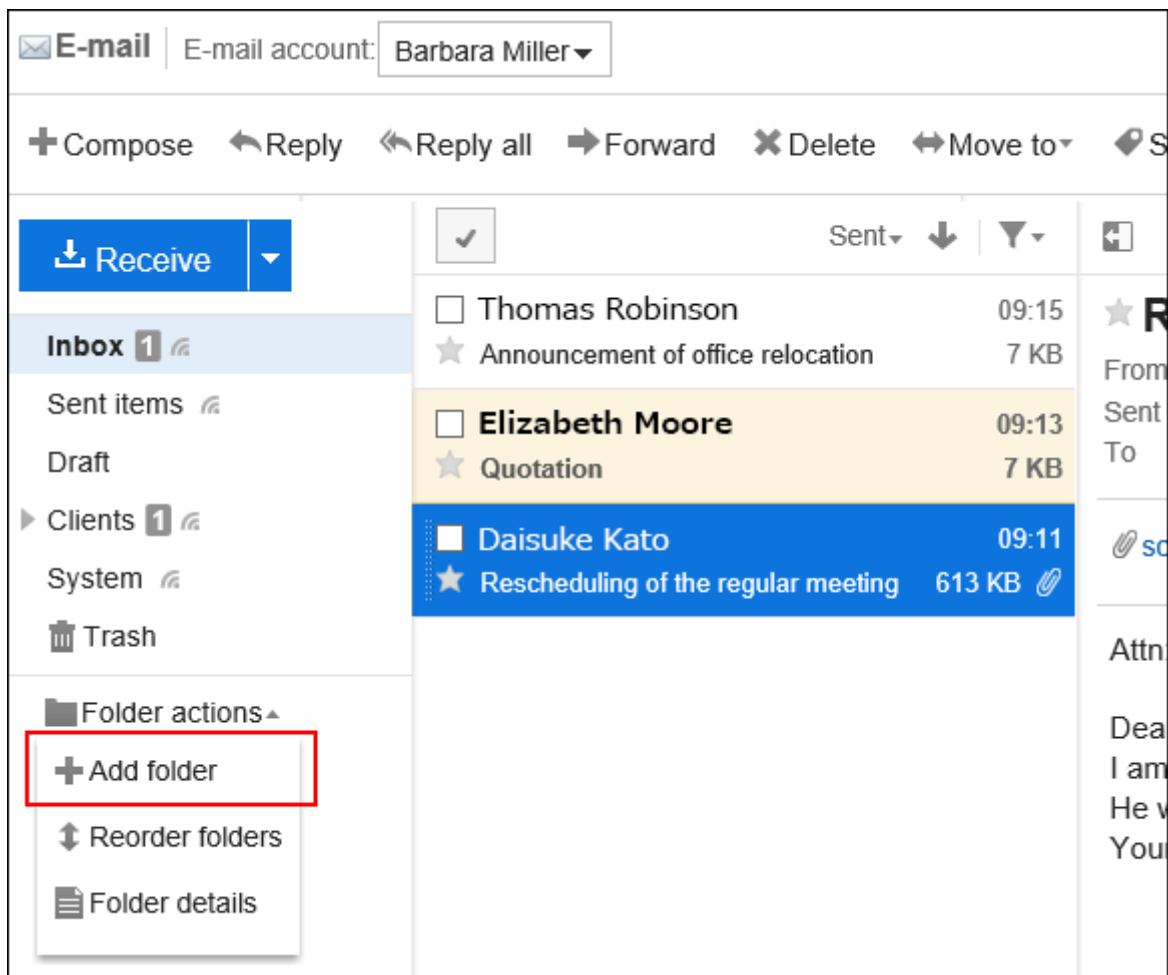 E-mail E-mail account: Barbara Miller
Compose Reply Reply all Forward Delete Move to S
Receive
Inbox 1
Sent items
Draft
Clients 1
System
Trash
Folder actions
Add folder
Reorder folders
Folder details
Sent
Thomas Robinson 09:15
Announcement of office relocation 7 KB
Elizabeth Moore 09:13
Quotation 7 KB
Daisuke Kato 09:11
Rescheduling of the regular meeting 613 KB
R
From
Sent
To
sc
Attn:
Dea
I am
He
You